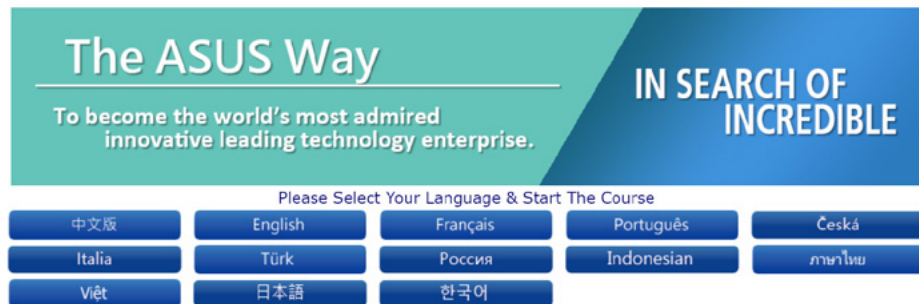 The ASUS Way
To become the world's most admired
innovative leading technology enterprise.
IN SEARCH OF
INCREDIBLE
Please Select Your Language & Start The Course
中文版 English Français Português Česká
Italia Türk Россия Indonesian ภาษาไทย
Việt 日本語 한국어